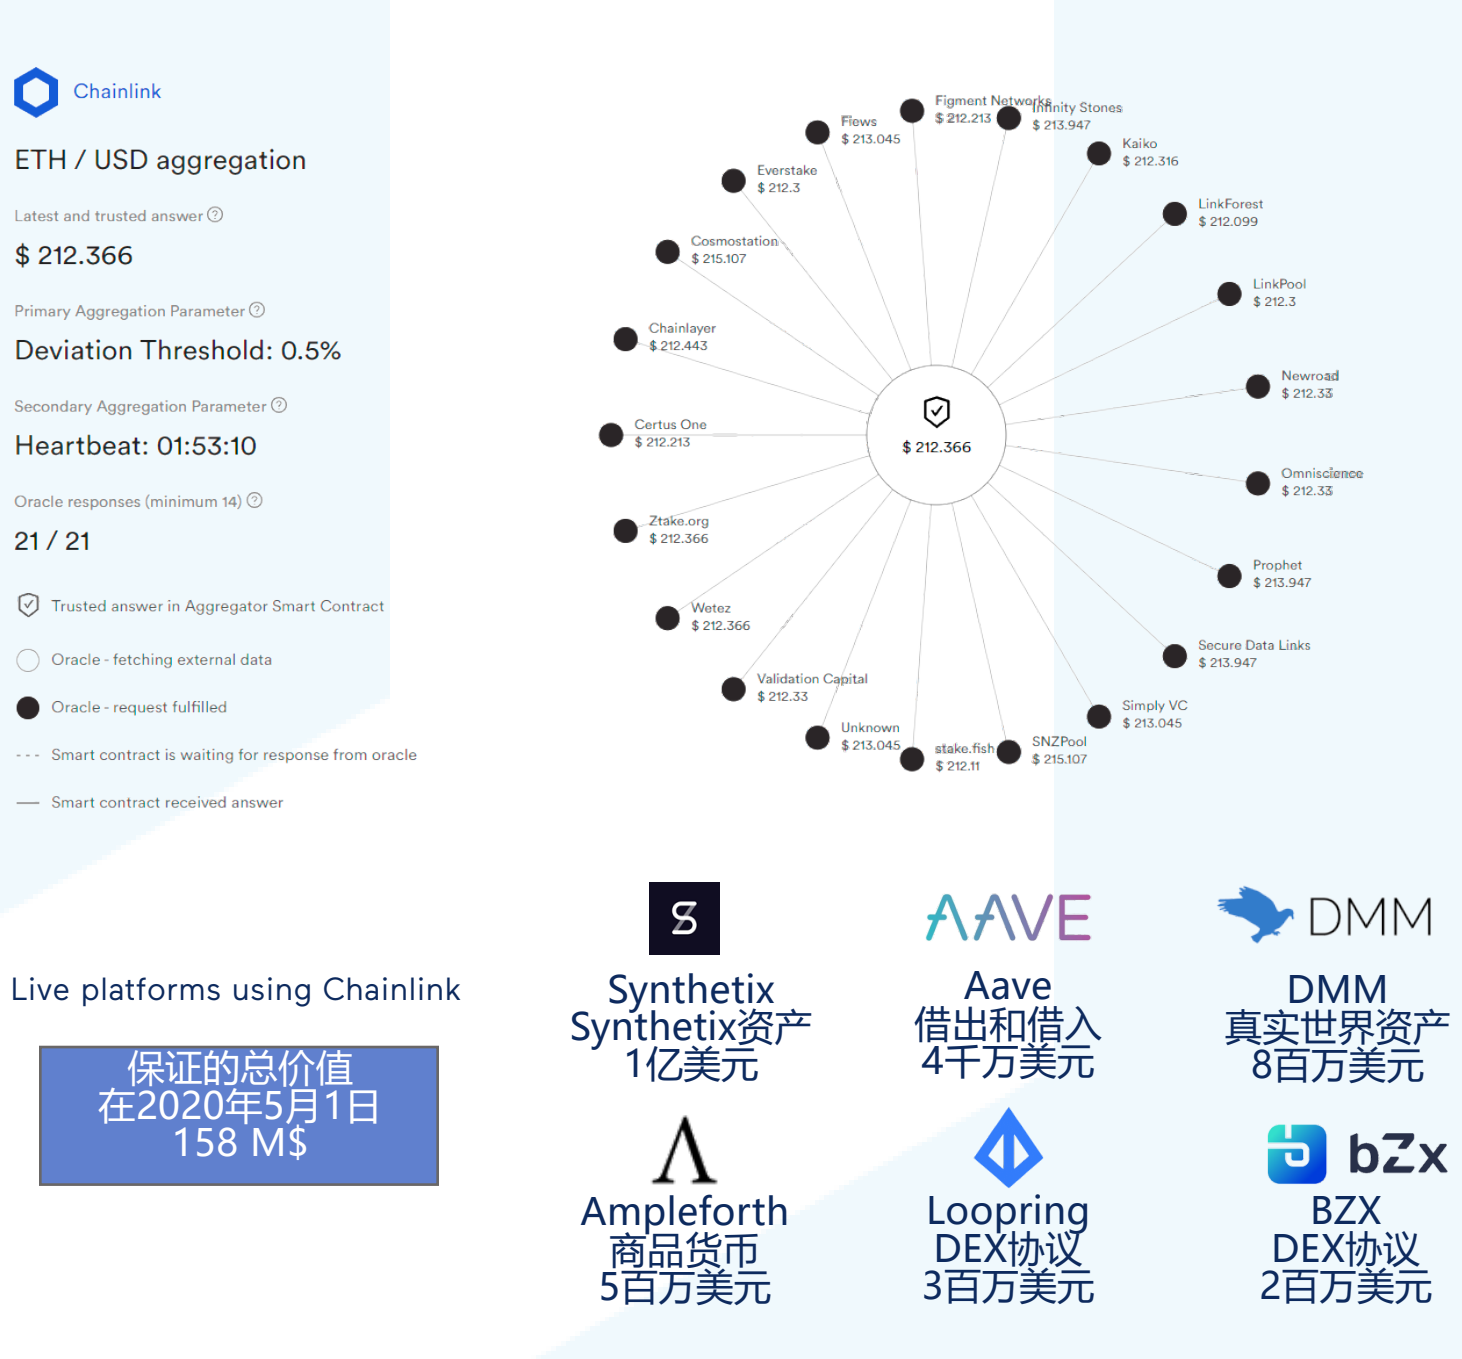 Chainlink
ETH / USD aggregation
Latest and trusted answer
$ 212.366
Primary Aggregation Parameter
Deviation Threshold: 0.5%
Secondary Aggregation Parameter
Heartbeat: 01:53:10
Oracle responses (minimum 14)
21 / 21
Trusted answer in Aggregator Smart Contract
Oracle - fetching external data
Oracle - request fulfilled
Smart contract is waiting for response from oracle
Smart contract received answer
Figment Networks
$ 212.213
Infinity Stones
$ 213.947
Kaiko
$ 212.316
LinkForest
$ 212.099
LinkPool
$ 212.3
Newroad
$ 212.33
Omniscience
$ 212.33
Prophet
$ 213.947
Secure Data Links
$ 213.947
Simply VC
$ 213.045
SNZPool
$ 215.107
stake.fish
$ 212.11
Unknown
$ 213.045
Validation Capital
$ 212.33
Wetez
$ 212.366
Ztake.org
$ 212.366
Certus One
$ 212.213
Chainlayer
$ 212.443
Cosmostation
$ 215.107
Everstake
$ 212.3
Fiews
$ 213.045
$ 212.366
Live platforms using Chainlink
保证的总价值
在2020年5月1日
158 M$
S
Synthetix
Synthetix资产
1亿美元
AAVE
Aave
借出和借入
4千万美元
DMM
DMM
真实世界资产
8百万美元
Ampleforth
商品货币
5百万美元
Loopring
DEX协议
3百万美元
bZx
BZX
DEX协议
2百万美元